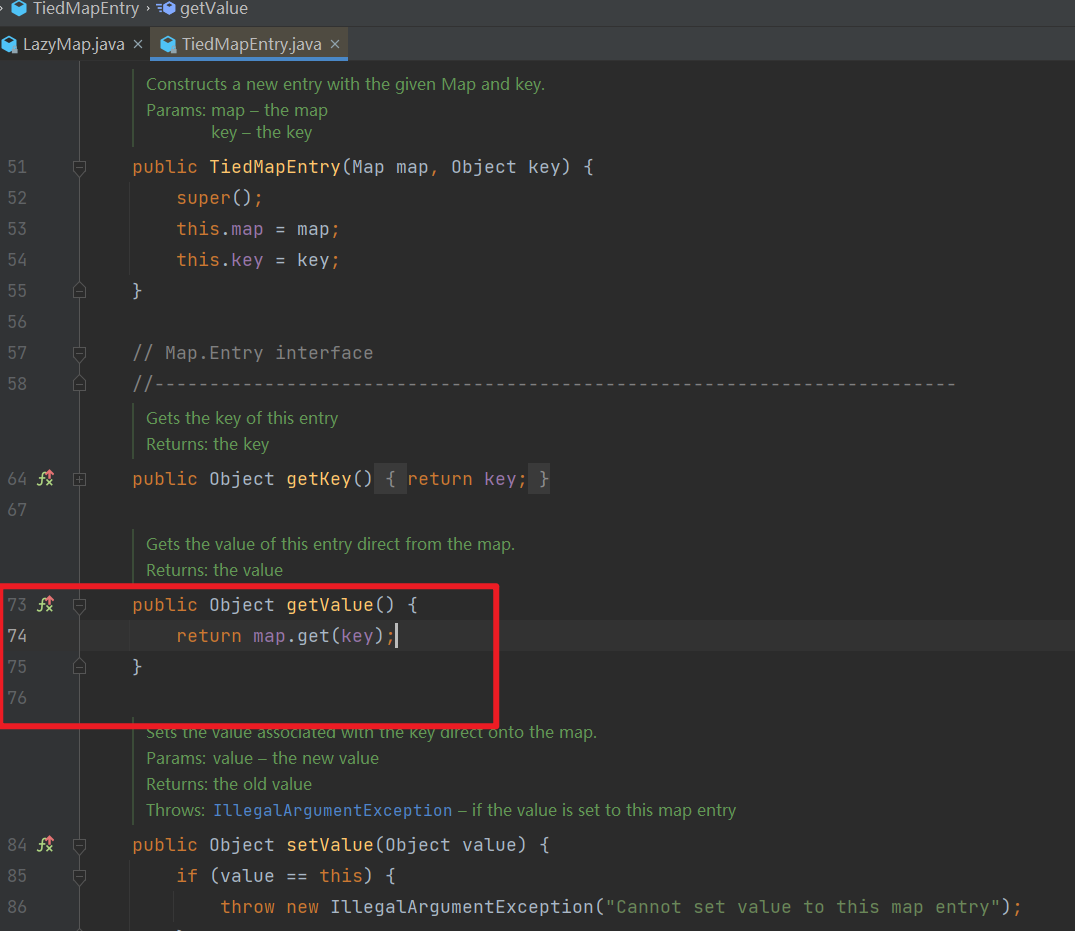 TiedMapEntry › getValue
LazyMap.java × TiedMapEntry.java ×
Constructs a new entry with the given Map and key.
Params: map – the map
key – the key
51 public TiedMapEntry(Map map, Object key) {
52 super();
53 this.map = map;
54 this.key = key;
55 }
56
57 // Map.Entry interface
58 //-------------------------------------------------------------------------
Gets the key of this entry
Returns: the key
64 public Object getKey() { return key; }
67
Gets the value of this entry direct from the map.
Returns: the value
73 public Object getValue() {
74 return map.get(key);
75 }
76
Sets the value associated with the key direct onto the map.
Params: value – the new value
Returns: the old value
Throws: IllegalArgumentException – if the value is set to this map entry
84 public Object setValue(Object value) {
85 if (value == this) {
86 throw new IllegalArgumentException("Cannot set value to this map entry");